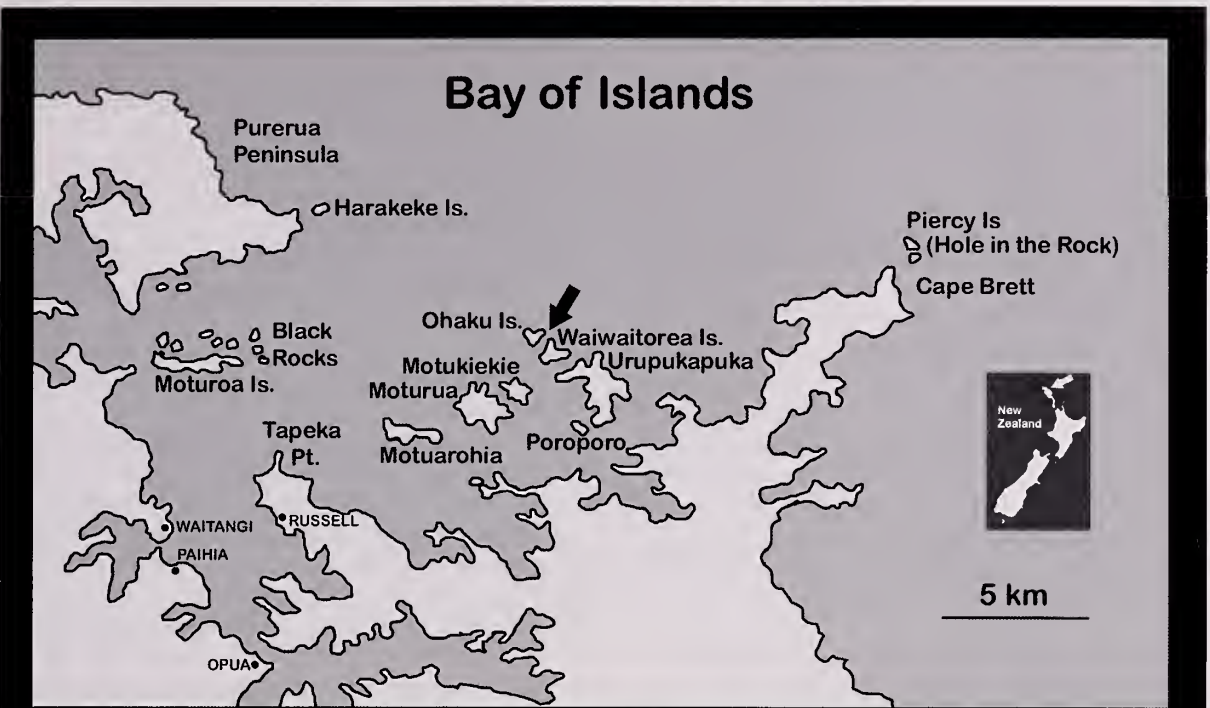 Bay of Islands
Purerua
Peninsula
Harakeke Is.
Piercy Is
(Hole in the Rock)
Cape Brett
Ohaku Is.
Waiwaitorea Is.
Black
Rocks
Urupukapuka
Motukiekie
Moturoa Is.
Moturua
New
Zealand
Tapeka
Pt.
Poroporo
Motuarohia
WAITANGI
RUSSELL
PAIHIA
5 km
OPUA